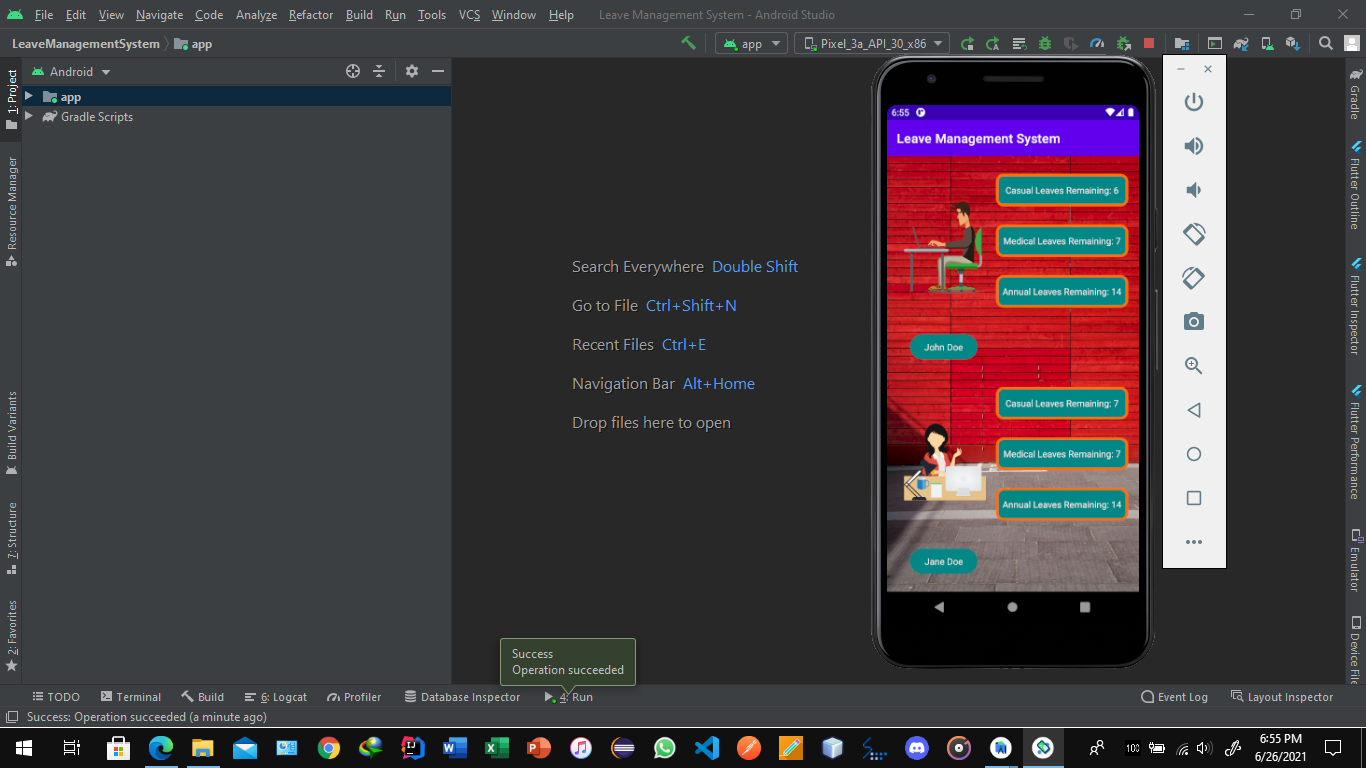 File Edit View Navigate Code Analyze Refactor Build Run Tools VCS Window Help Leave Management System - Android Studio
LeaveManagementSystem app
app
Pixel_3a_API_30_x86
Android
app
Gradle Scripts
1: Project
Resource Manager
Build Variants
7: Structure
2: Favorites
Search Everywhere Double Shift
Go to File Ctrl+Shift+N
Recent Files Ctrl+E
Navigation Bar Alt+Home
Drop files here to open
6:55
Leave Management System
Casual Leaves Remaining: 6
Medical Leaves Remaining: 7
Annual Leaves Remaining: 14
John Doe
Casual Leaves Remaining: 7
Medical Leaves Remaining: 7
Annual Leaves Remaining: 14
Jane Doe
Gradle
Flutter Outline
Flutter Inspector
Flutter Performance
Emulator
Device File
Success
Operation succeeded
TODO Terminal Build 6: Logcat Profiler Database Inspector 4: Run Event Log Layout Inspector
Success: Operation succeeded (a minute ago)
100
6:55 PM
6/26/2021